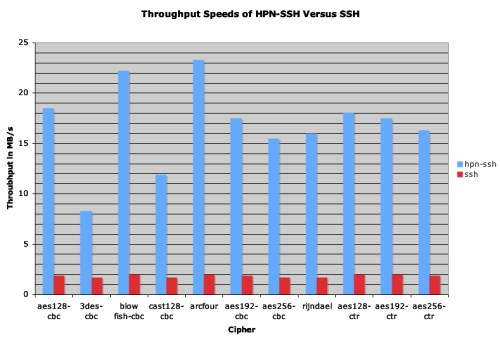 Throughput Speeds of HPN-SSH Versus SSH
25
20
15
10
5
0
Throubhput in MB/s
hpn-ssh
ssh
aes128-cbc
3des-cbc
blow fish-cbc
cast128-cbc
arcfour
aes192-cbc
aes256-cbc
rijndael
aes128-ctr
aes192-ctr
aes256-ctr
Cipher